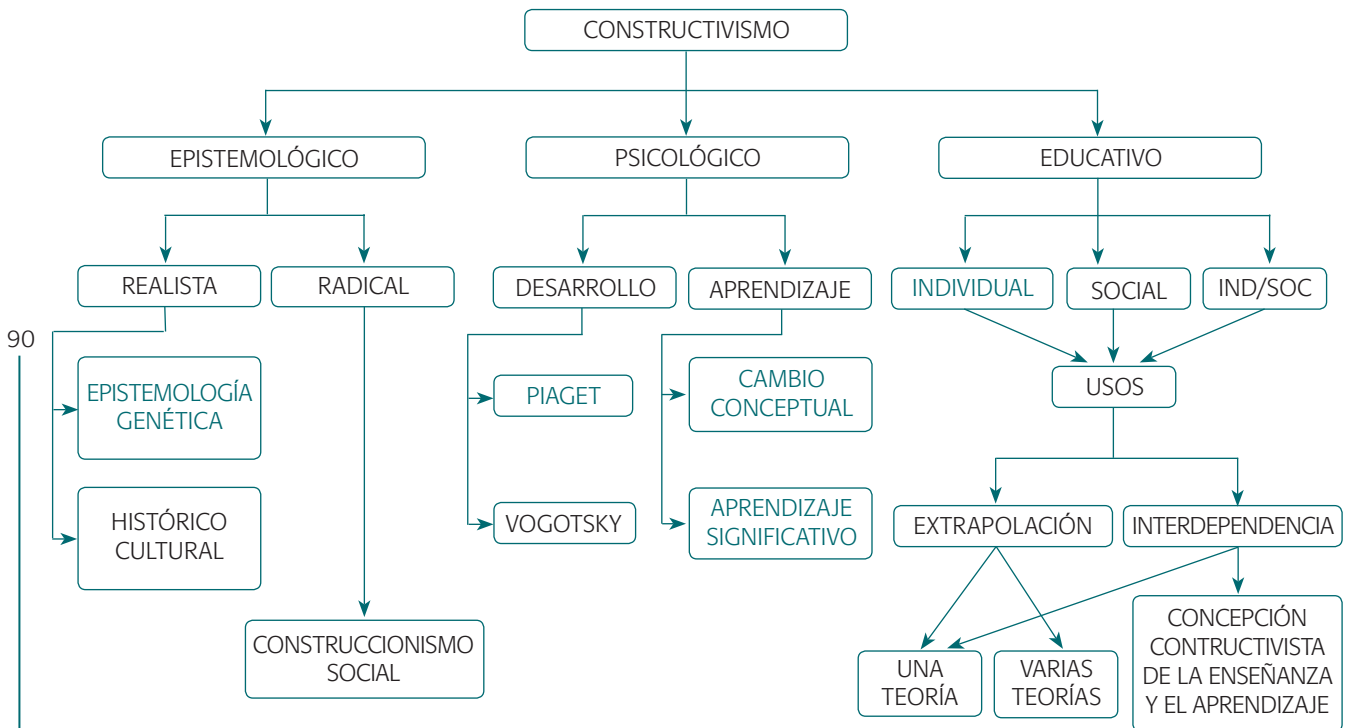 CONSTRUCTIVISMO
EPISTEMOLÓGICO
PSICOLÓGICO
EDUCATIVO
REALISTA
RADICAL
DESARROLLO
APRENDIZAJE
INDIVIDUAL
SOCIAL
IND/SOC
90
EPISTEMOLOGÍA
GENÉTICA
PIAGET
CAMBIO
CONCEPTUAL
USOS
HISTÓRICO
CULTURAL
VOGOTSKY
APRENDIZAJE
SIGNIFICATIVO
EXTRAPOLACIÓN
INTERDEPENDENCIA
CONSTRUCCIONISMO
SOCIAL
UNA
TEORÍA
VARIAS
TEORÍAS
CONCEPCIÓN
CONTRUCTIVISTA
DE LA ENSEÑANZA
Y EL APRENDIZAJE